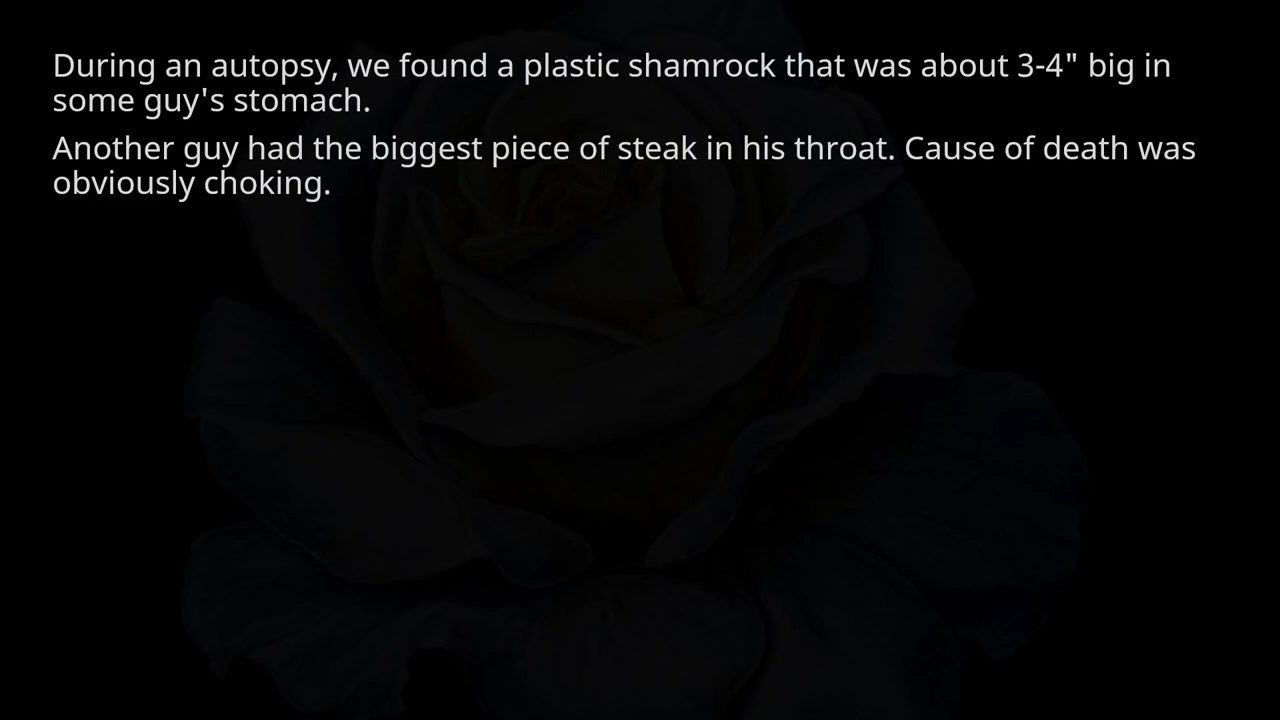 During an autopsy, we found a plastic shamrock that was about 3-4" big in
some guy's stomach.
Another guy had the biggest piece of steak in his throat. Cause of death was
obviously choking.